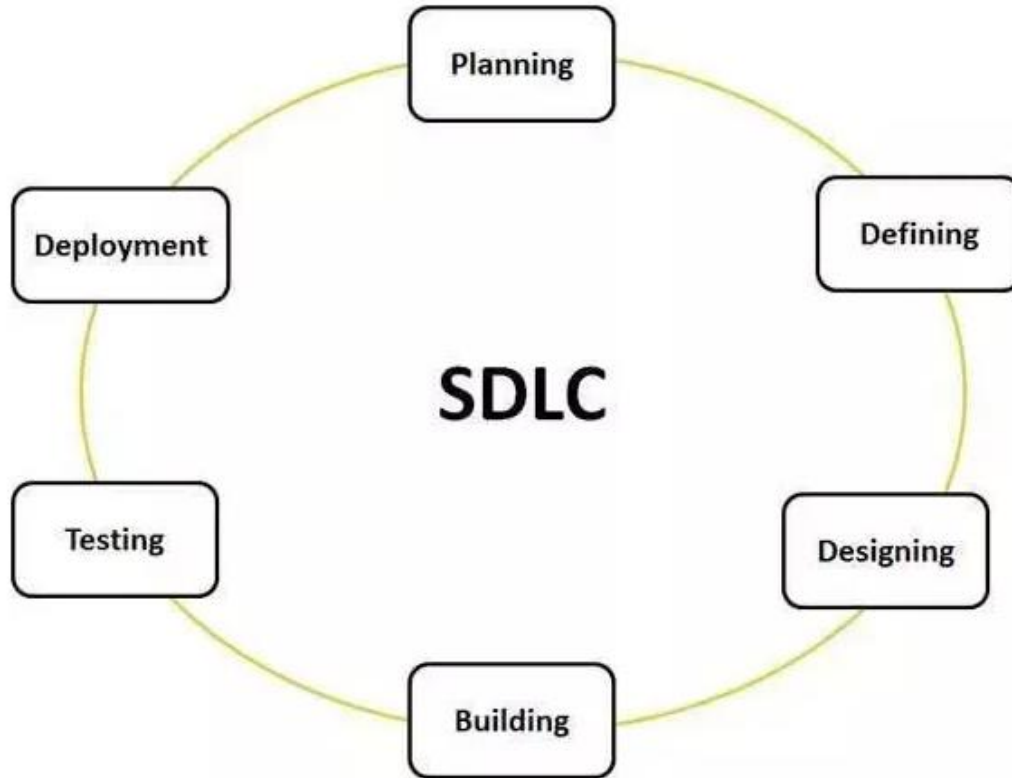 Planning
Defining
Designing
Building
Testing
Deployment
SDLC